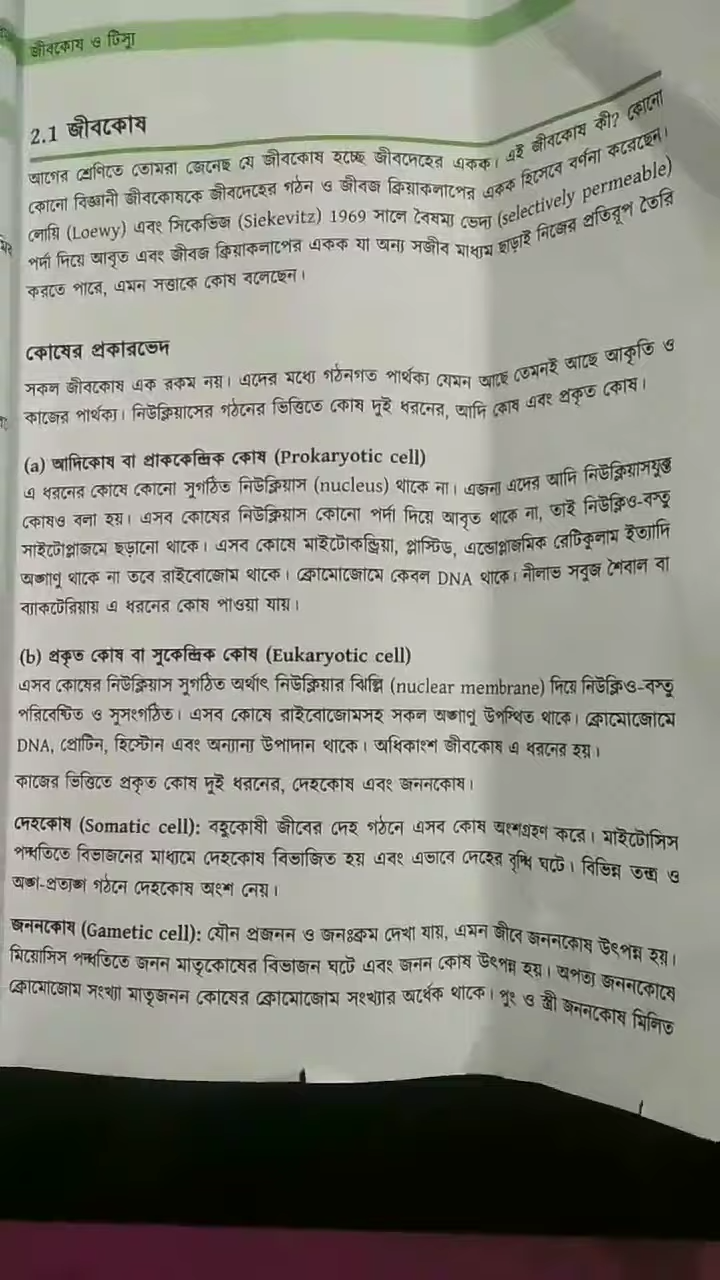 জীবকোষ ও টিস্যু
2.1 জীবকোষ
আগের শ্রেণিতে তোমরা জেনেছ যে জীবকোষ হচ্ছে জীবদেহের একক। এই জীবকোষ কী? কোনো
কোনো বিজ্ঞানী জীবকোষকে জীবদেহের গঠন ও জীবজ ক্রিয়াকলাপের একক হিসেবে বর্ণনা করেছেন।
লোয়ি (Loewy) এবং সিকেভিজ (Siekevitz) 1969 সালে বৈষম্য ভেদ্য (selectively permeable)
পর্দা দিয়ে আবৃত এবং জীবজ ক্রিয়াকলাপের একক যা অন্য সজীব মাধ্যম ছাড়াই নিজের প্রতিরূপ তৈরি
করতে পারে, এমন সত্তাকে কোষ বলেছেন।
কোষের প্রকারভেদ
সকল জীবকোষ এক রকম নয়। এদের মধ্যে গঠনগত পার্থক্য যেমন আছে তেমনই আছে আকৃতি ও
কাজের পার্থক্য। নিউক্লিয়াসের গঠনের ভিত্তিতে কোষ দুই ধরনের, আদি কোষ এবং প্রকৃত কোষ।
(a) আদিকোষ বা প্রাককেন্দ্রিক কোষ (Prokaryotic cell)
এ ধরনের কোষে কোনো সুগঠিত নিউক্লিয়াস (nucleus) থাকে না। এজন্য এদের আদি নিউক্লিয়াসযুক্ত
কোষও বলা হয়। এসব কোষের নিউক্লিয়াস কোনো পর্দা দিয়ে আবৃত থাকে না, তাই নিউক্লিও-বস্তু
সাইটোপ্লাজমে ছড়ানো থাকে। এসব কোষে মাইটোকন্ড্রিয়া, প্লাস্টিড, এন্ডোপ্লাজমিক রেটিকুলাম ইত্যাদি
অঙ্গাণু থাকে না তবে রাইবোজোম থাকে। ক্রোমোজোমে কেবল DNA থাকে। নীলাভ সবুজ শৈবাল বা
ব্যাকটেরিয়ায় এ ধরনের কোষ পাওয়া যায়।
(b) প্রকৃত কোষ বা সুকেন্দ্রিক কোষ (Eukaryotic cell)
এসব কোষের নিউক্লিয়াস সুগঠিত অর্থাৎ নিউক্লিয়ার ঝিল্লি (nuclear membrane) দিয়ে নিউক্লিও-বস্তু
পরিবেষ্টিত ও সুসংগঠিত। এসব কোষে রাইবোজোমসহ সকল অঙ্গাণু উপস্থিত থাকে। ক্রোমোজোমে
DNA, প্রোটিন, হিস্টোন এবং অন্যান্য উপাদান থাকে। অধিকাংশ জীবকোষ এ ধরনের হয়।
কাজের ভিত্তিতে প্রকৃত কোষ দুই ধরনের, দেহকোষ এবং জননকোষ।
দেহকোষ (Somatic cell): বহুকোষী জীবের দেহ গঠনে এসব কোষ অংশগ্রহণ করে। মাইটোসিস
পদ্ধতিতে বিভাজনের মাধ্যমে দেহকোষ বিভাজিত হয় এবং এভাবে দেহের বৃদ্ধি ঘটে। বিভিন্ন তন্ত্র ও
অঙ্গ-প্রত্যঙ্গ গঠনে দেহকোষ অংশ নেয়।
জননকোষ (Gametic cell): যৌন প্রজনন ও জনঃক্রম দেখা যায়, এমন জীবে জননকোষ উৎপন্ন হয়।
মিয়োসিস পদ্ধতিতে জনন মাতৃকোষের বিভাজন ঘটে এবং জনন কোষ উৎপন্ন হয়। অপত্য জননকোষে
ক্রোমোজোম সংখ্যা মাতৃজনন কোষের ক্রোমোজোম সংখ্যার অর্ধেক থাকে। পুং ও স্ত্রী জননকোষ মিলিত